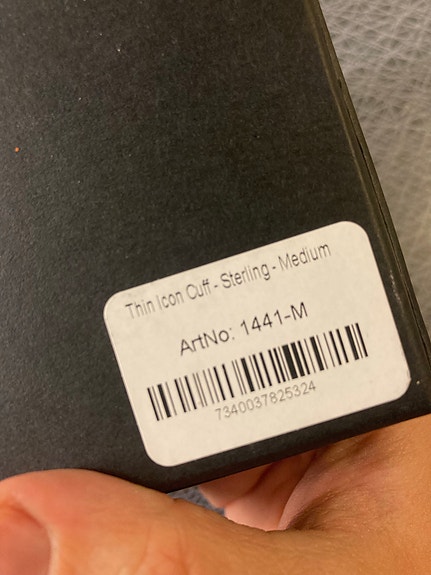 Thin Icon Cuff - Sterling - Medium
ArtNo: 1441-M
7340037825324